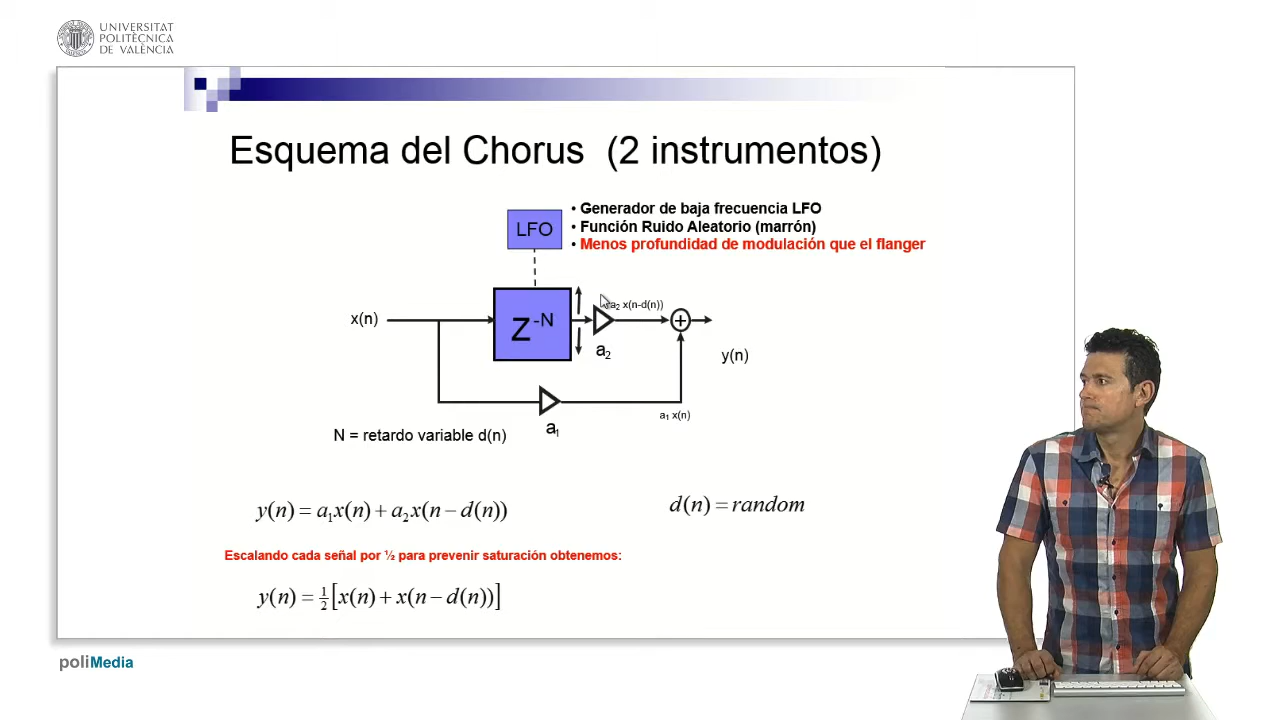 UNIVERSITAT
POLITÈCNICA
DE VALÈNCIA
Esquema del Chorus (2 instrumentos)
LFO
• Generador de baja frecuencia LFO
• Función Ruido Aleatorio (marrón)
• Menos profundidad de modulación que el flanger
x(n)
Z⁻ᴺ
a₂ x(n-d(n))
+
a₂
y(n)
a₁ x(n)
a₁
N = retardo variable d(n)
y(n) = a₁x(n) + a₂x(n − d(n))
d(n) = random
Escalando cada señal por ½ para prevenir saturación obtenemos:
y(n) = ½[x(n) + x(n − d(n))]
poliMedia